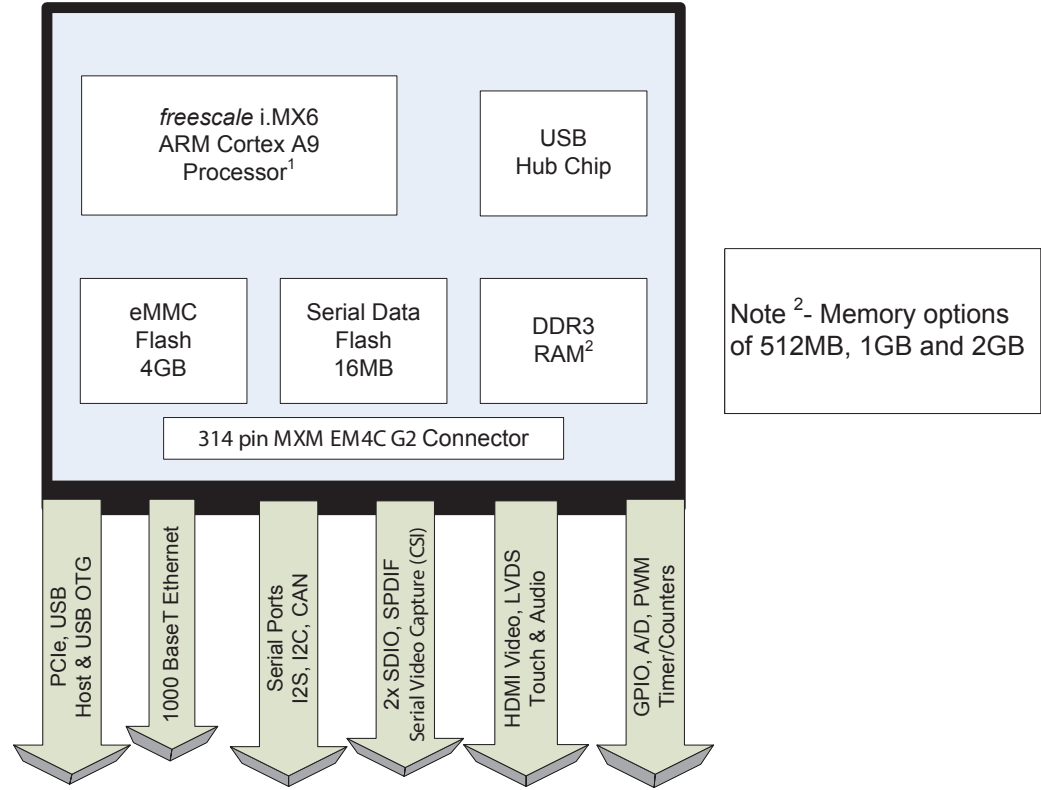 freescale i.MX6
ARM Cortex A9
Processor¹
USB
Hub Chip
eMMC
Flash
4GB
Serial Data
Flash
16MB
DDR3
RAM²
Note ²- Memory options
of 512MB, 1GB and 2GB
314 pin MXM EM4C G2 Connector
PCIe, USB
Host & USB OTG
1000 BaseT Ethernet
Serial Ports
I2S, I2C, CAN
2x SDIO, SPDIF
Serial Video Capture (CSI)
HDMI Video, LVDS
Touch & Audio
GPIO, A/D, PWM
Timer/Counters